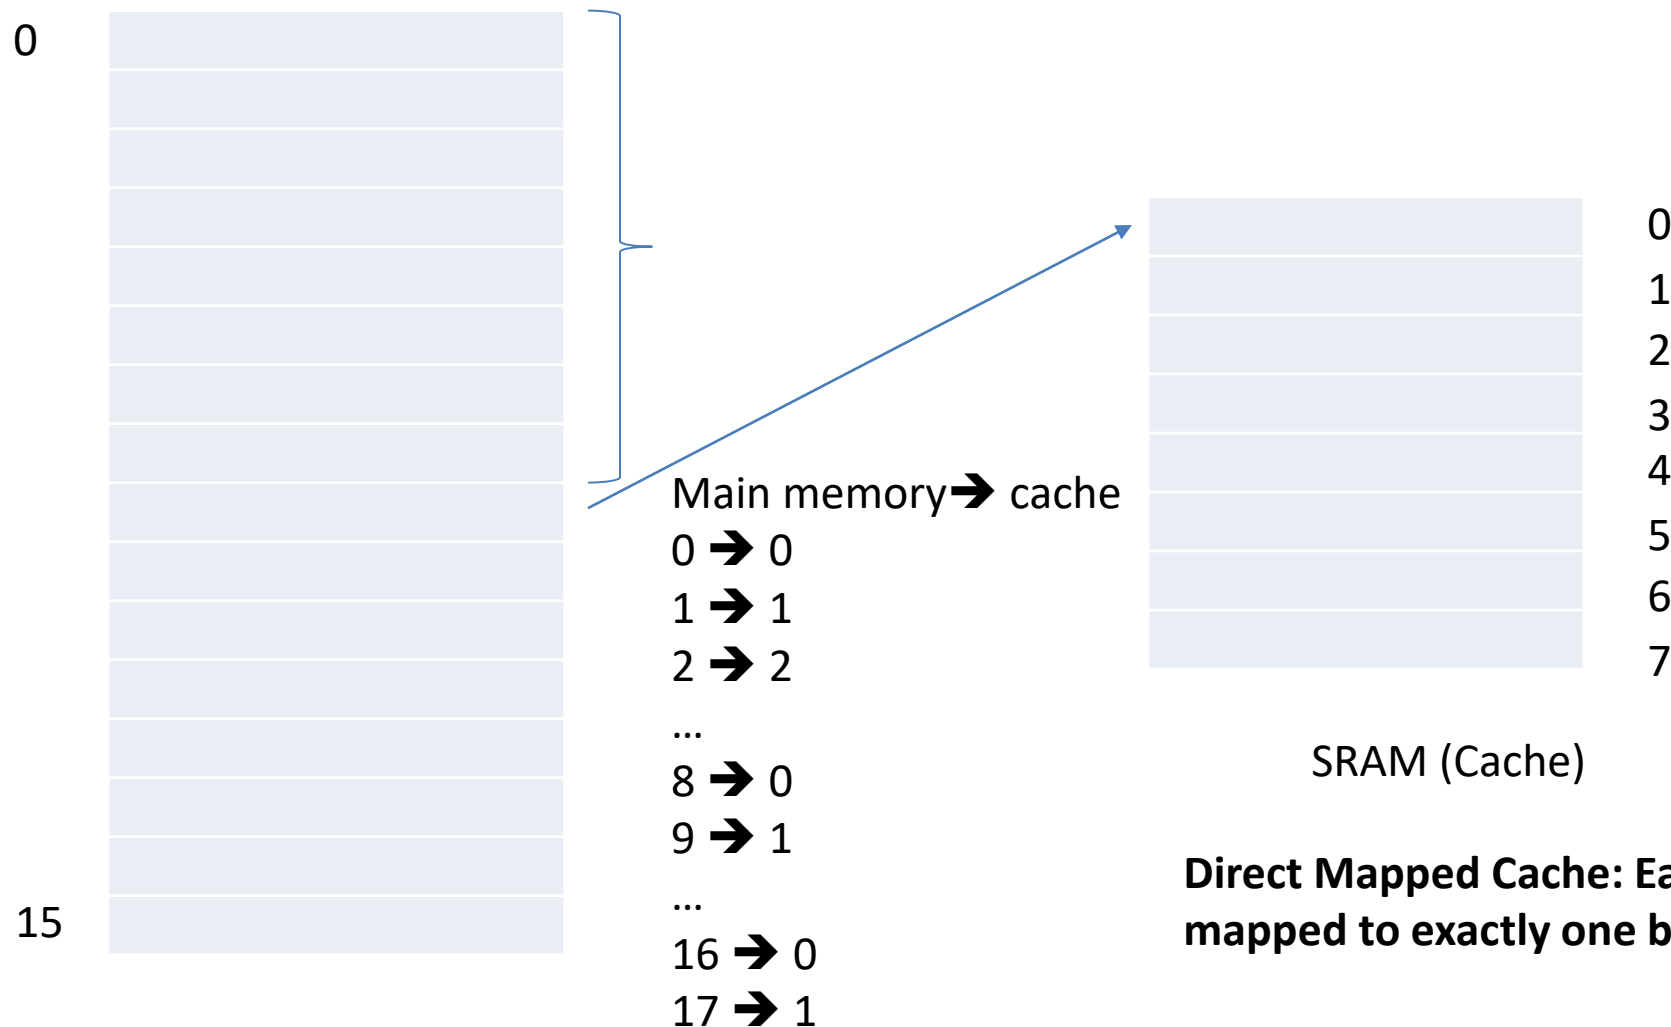 0
15
Main memory➔ cache
0 ➔ 0
1 ➔ 1
2 ➔ 2
…
8 ➔ 0
9 ➔ 1
…
16 ➔ 0
17 ➔ 1
0
1
2
3
4
5
6
7
SRAM (Cache)
Direct Mapped Cache:
mapped to exactly one